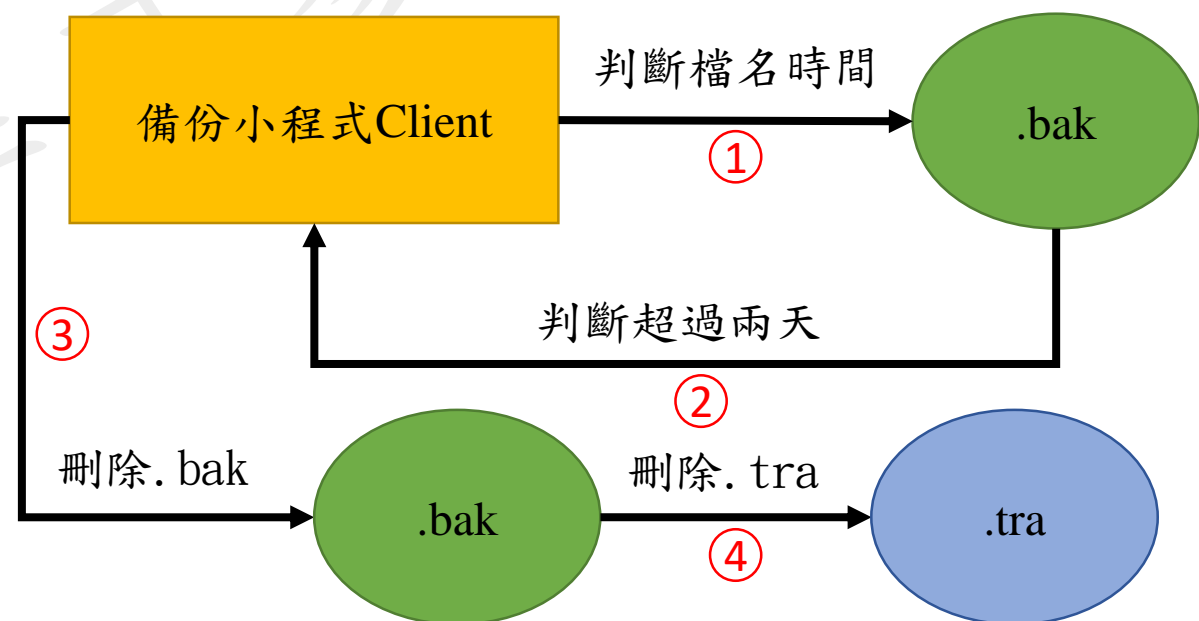 備份小程式Client
判斷檔名時間
①
.bak
判斷超過兩天
②
③
刪除.bak
.bak
刪除.tra
④
.tra